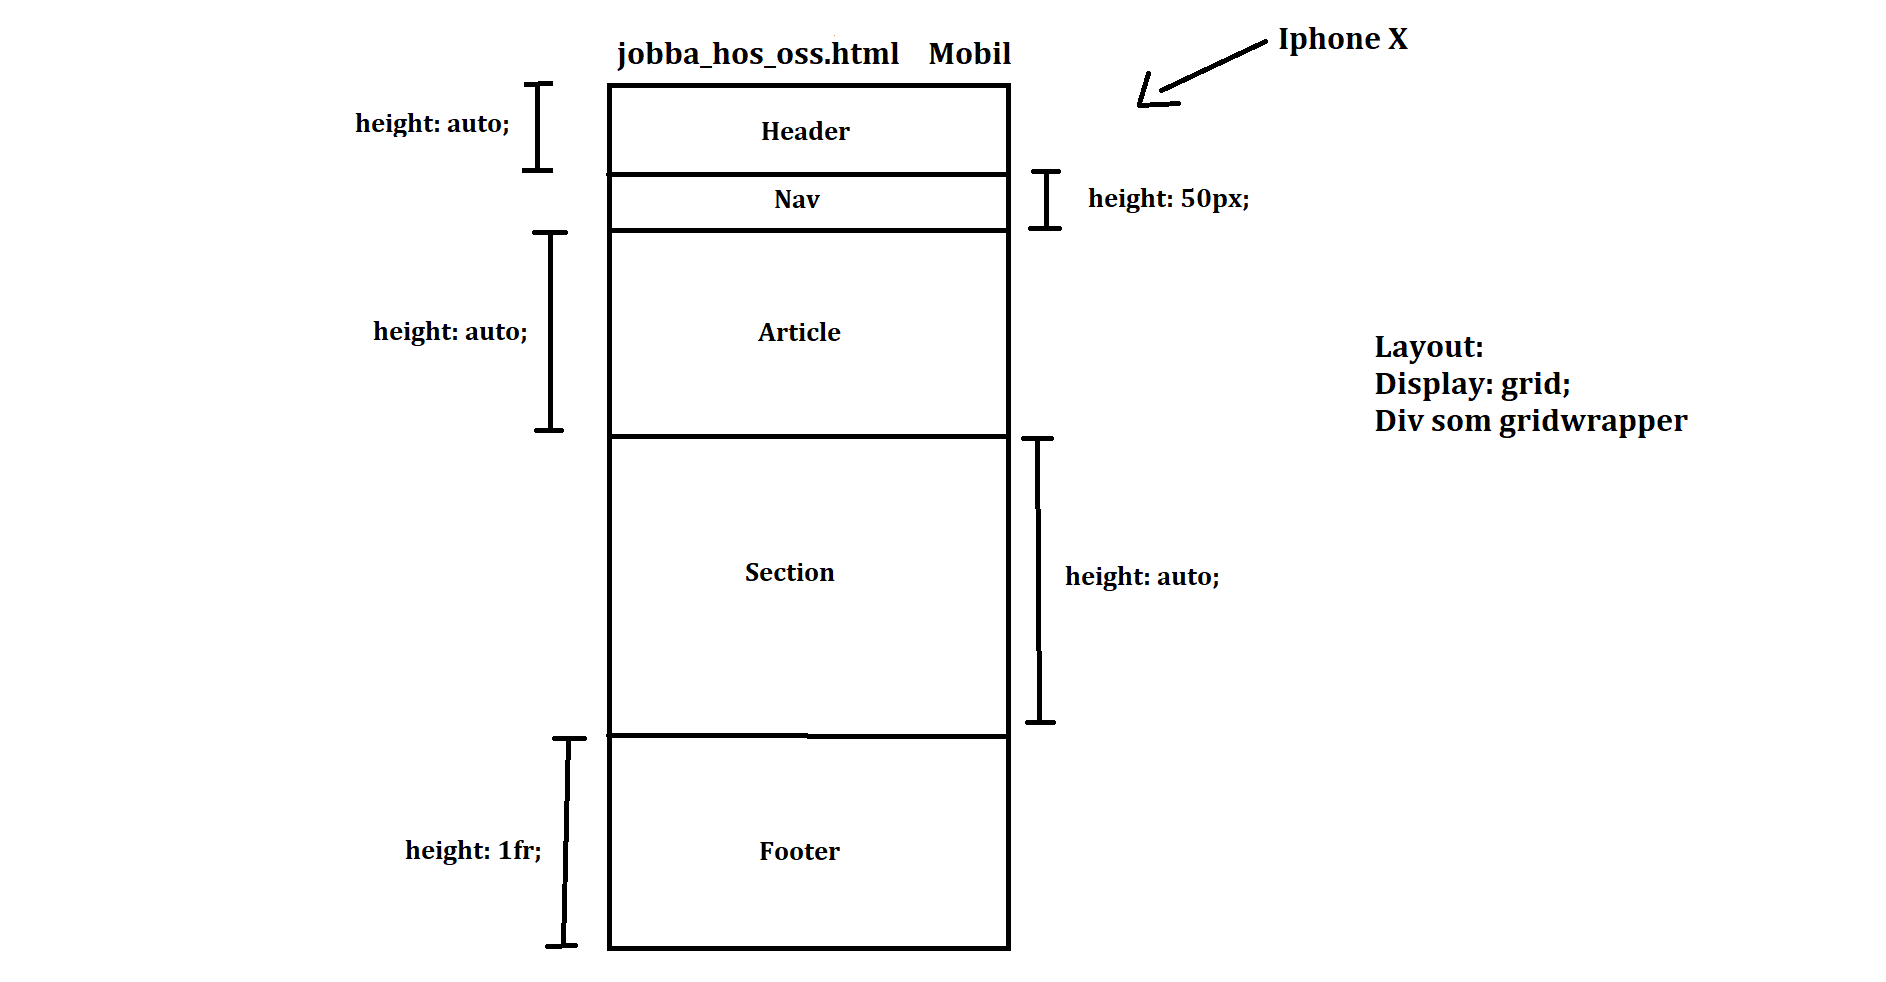 jobba_hos_oss.html Mobil
Iphone X
height: auto;
Header
Nav
height: 50px;
height: auto;
Article
Layout:
Display: grid;
Div som gridwrapper
Section
height: auto;
height: 1fr;
Footer